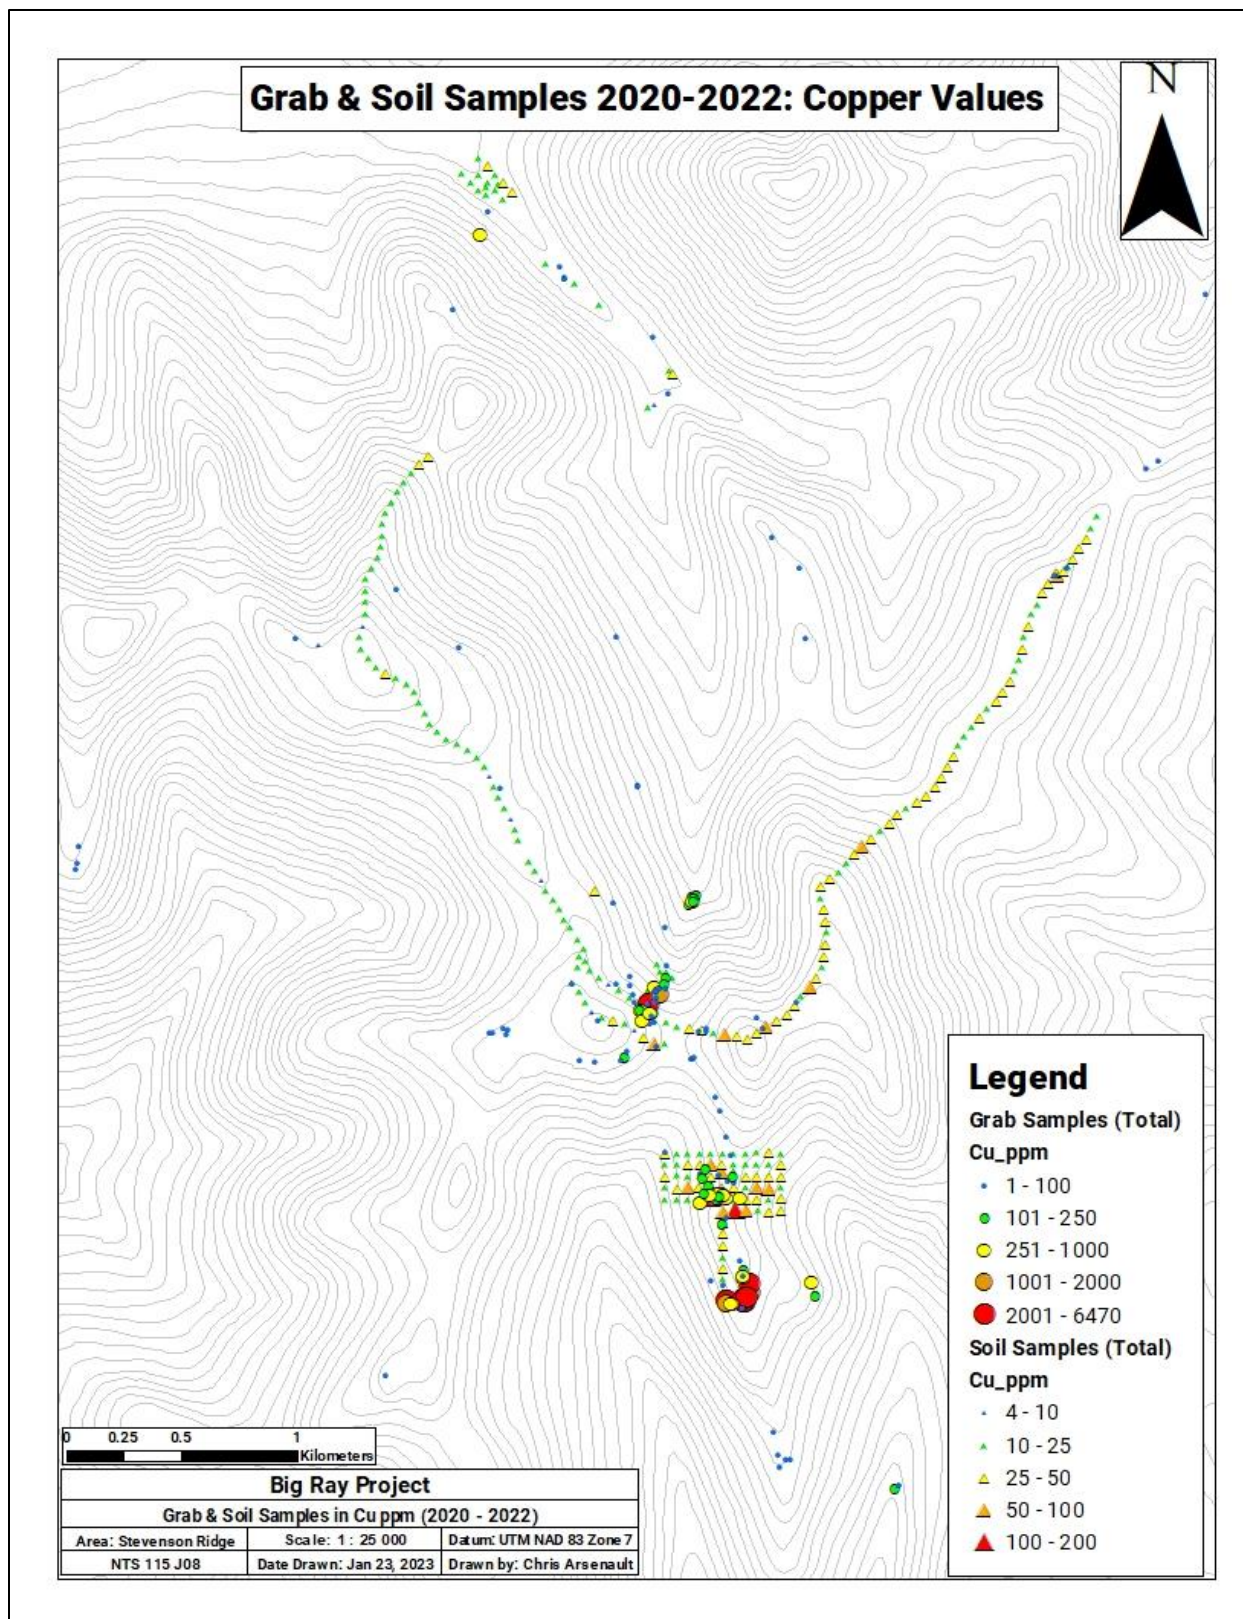 Grab & Soil Samples 2020-2022: Copper Values
N
Legend
Grab Samples (Total)
Cu_ppm
1 - 100
101 - 250
251 - 1000
1001 - 2000
2001 - 6470
Soil Samples (Total)
Cu_ppm
4 - 10
10 - 25
25 - 50
50 - 100
100 - 200
0 0.25 0.5 1
Kilometers
Big Ray Project
Grab & Soil Samples in Cu ppm (2020 - 2022)
Area: Stevenson Ridge Scale: 1 : 25 000 Datum: UTM NAD 83 Zone 7
NTS 115 J08 Date Drawn: Jan 23, 2023 Drawn by: Chris Arsenault